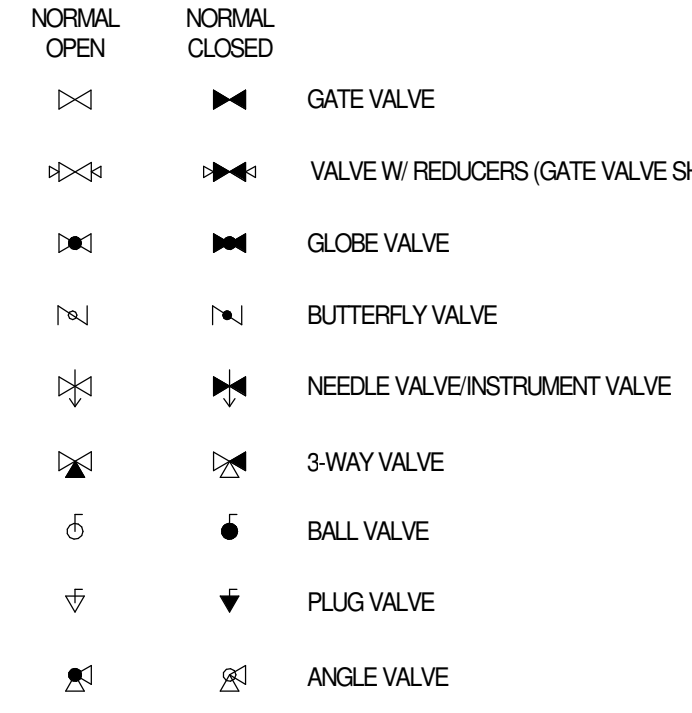 NORMAL OPEN
NORMAL CLOSED
GATE VALVE
VALVE W/ REDUCERS (GATE VALVE
GLOBE VALVE
BUTTERFLY VALVE
NEEDLE VALVE/INSTRUMENT VALVE
3-WAY VALVE
BALL VALVE
PLUG VALVE
ANGLE VALVE